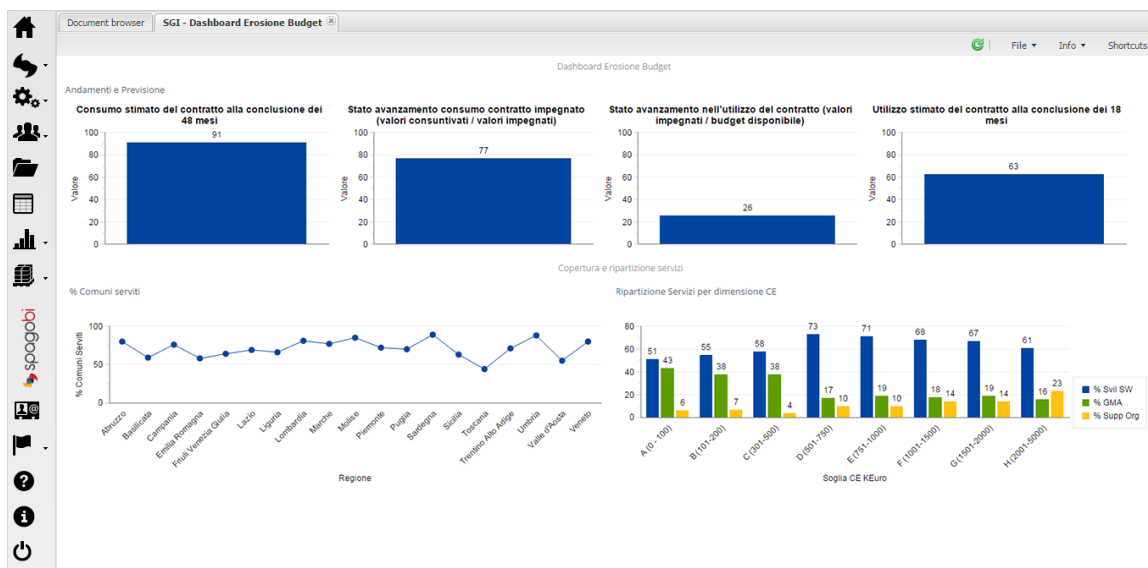 Document browser
SGI - Dashboard Erosione Budget
File
Info
Shortcuts
Dashboard Erosione Budget
Andamenti e Previsione
Consumo stimato del contratto alla conclusione dei
48 mesi
100
80
60
40
20
0
Valore
91
Stato avanzamento consumo contratto impegnato
(valori consuntivati / valori impegnati)
100
80
60
40
20
0
Valore
77
Stato avanzamento nell'utilizzo del contratto (valori
impegnati / budget disponibile)
100
80
60
40
20
0
Valore
26
Utilizzo stimato del contratto alla conclusione dei 18
mesi
100
80
60
40
20
0
Valore
63
Copertura e ripartizione servizi
% Comuni serviti
100
50
0
% Comuni Serviti
Abruzzo
Basilicata
Campania
Emilia Romagna
Friuli Venezia Giulia
Lazio
Liguria
Lombardia
Marche
Molise
Piemonte
Puglia
Sardegna
Sicilia
Toscana
Trentino Alto Adige
Umbria
Valle d'Aosta
Veneto
Regione
Ripartizione Servizi per dimensione CE
80
60
40
20
0
51 43 6
55 38 7
58 38 4
73 17 10
71 19 10
68 18 14
67 19 14
61 16 23
A (0 - 100)
B (101-200)
C (301-500)
D (501-750)
E (751-1000)
F (1001-1500)
G (1501-2000)
H (2001-5000)
Soglia CE KEuro
% Svil SW
% GMA
% Supp Org
spagobi